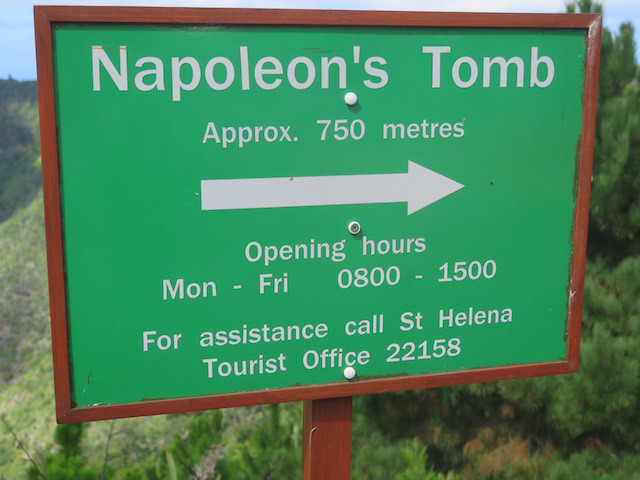 Napoleon's Tomb
Approx. 750 metres
Opening hours
Mon - Fri 0800 - 1500
For assistance call St Helena
Tourist Office 22158